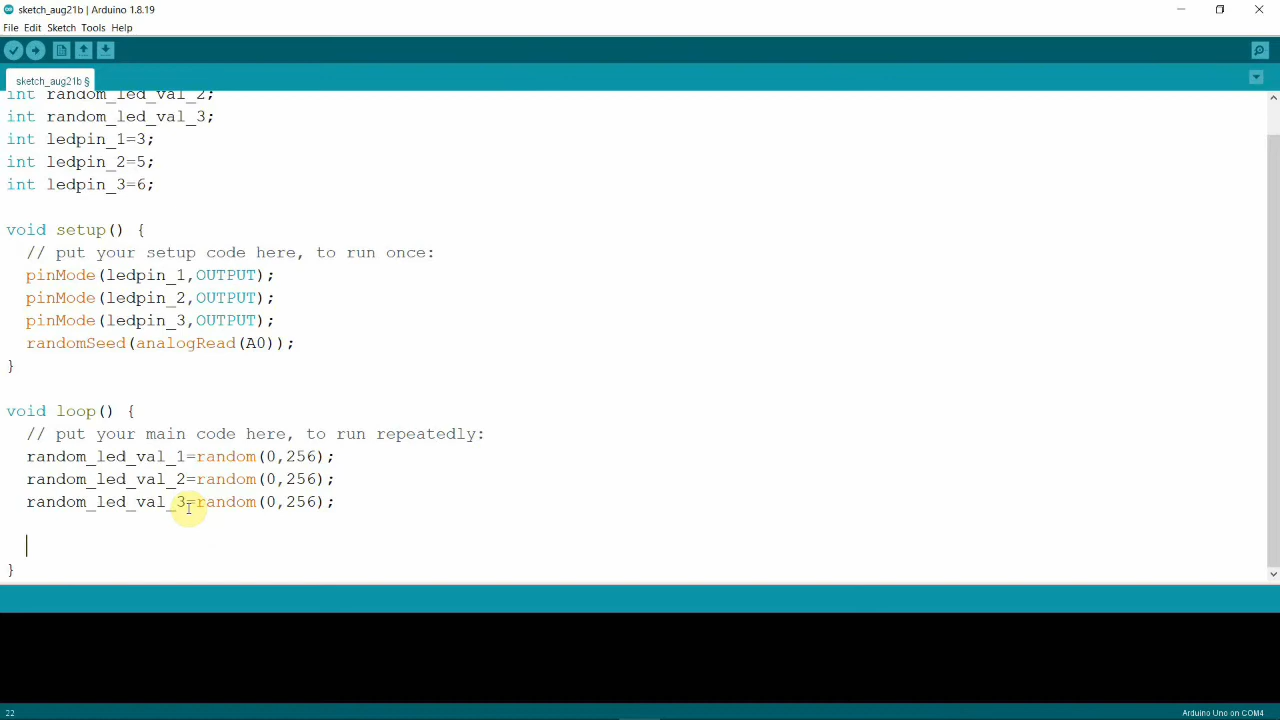 sketch_aug21b | Arduino 1.8.19
File Edit Sketch Tools Help
sketch_aug21b §
int random_led_val_2;
int random_led_val_3;
int ledpin_1=3;
int ledpin_2=5;
int ledpin_3=6;
void setup() {
// put your setup code here, to run once:
pinMode(ledpin_1,OUTPUT);
pinMode(ledpin_2,OUTPUT);
pinMode(ledpin_3,OUTPUT);
randomSeed(analogRead(A0));
}
void loop() {
// put your main code here, to run repeatedly:
random_led_val_1=random(0,256);
random_led_val_2=random(0,256);
random_led_val_3=random(0,256);
}
22
Arduino Uno on COM4